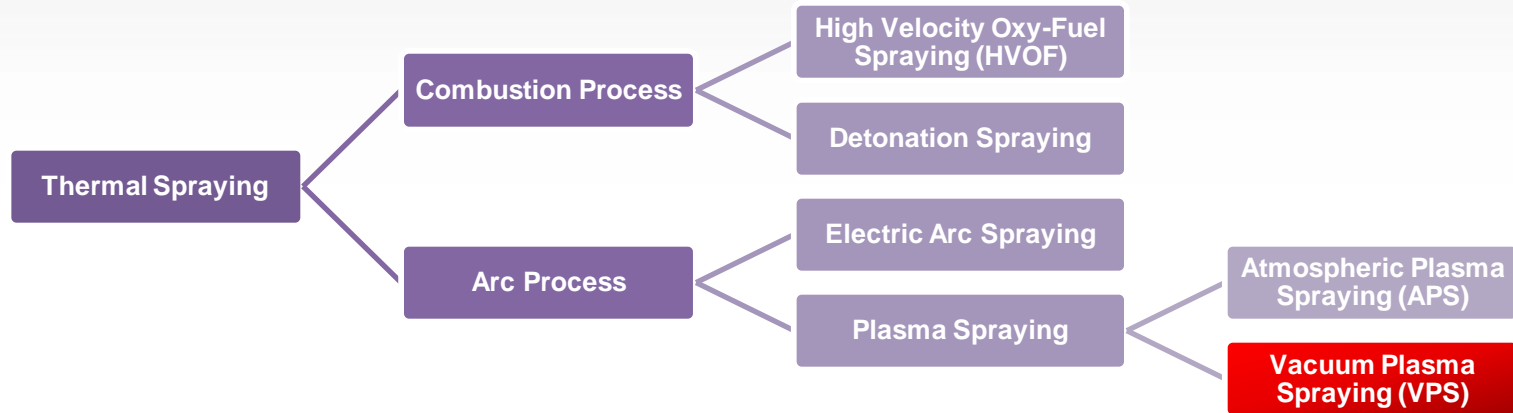 High Velocity Oxy-Fuel
Spraying (HVOF)
Combustion Process
Detonation Spraying
Thermal Spraying
Electric Arc Spraying
Arc Process
Atmospheric Plasma
Spraying (APS)
Plasma Spraying
Vacuum Plasma
Spraying (VPS)